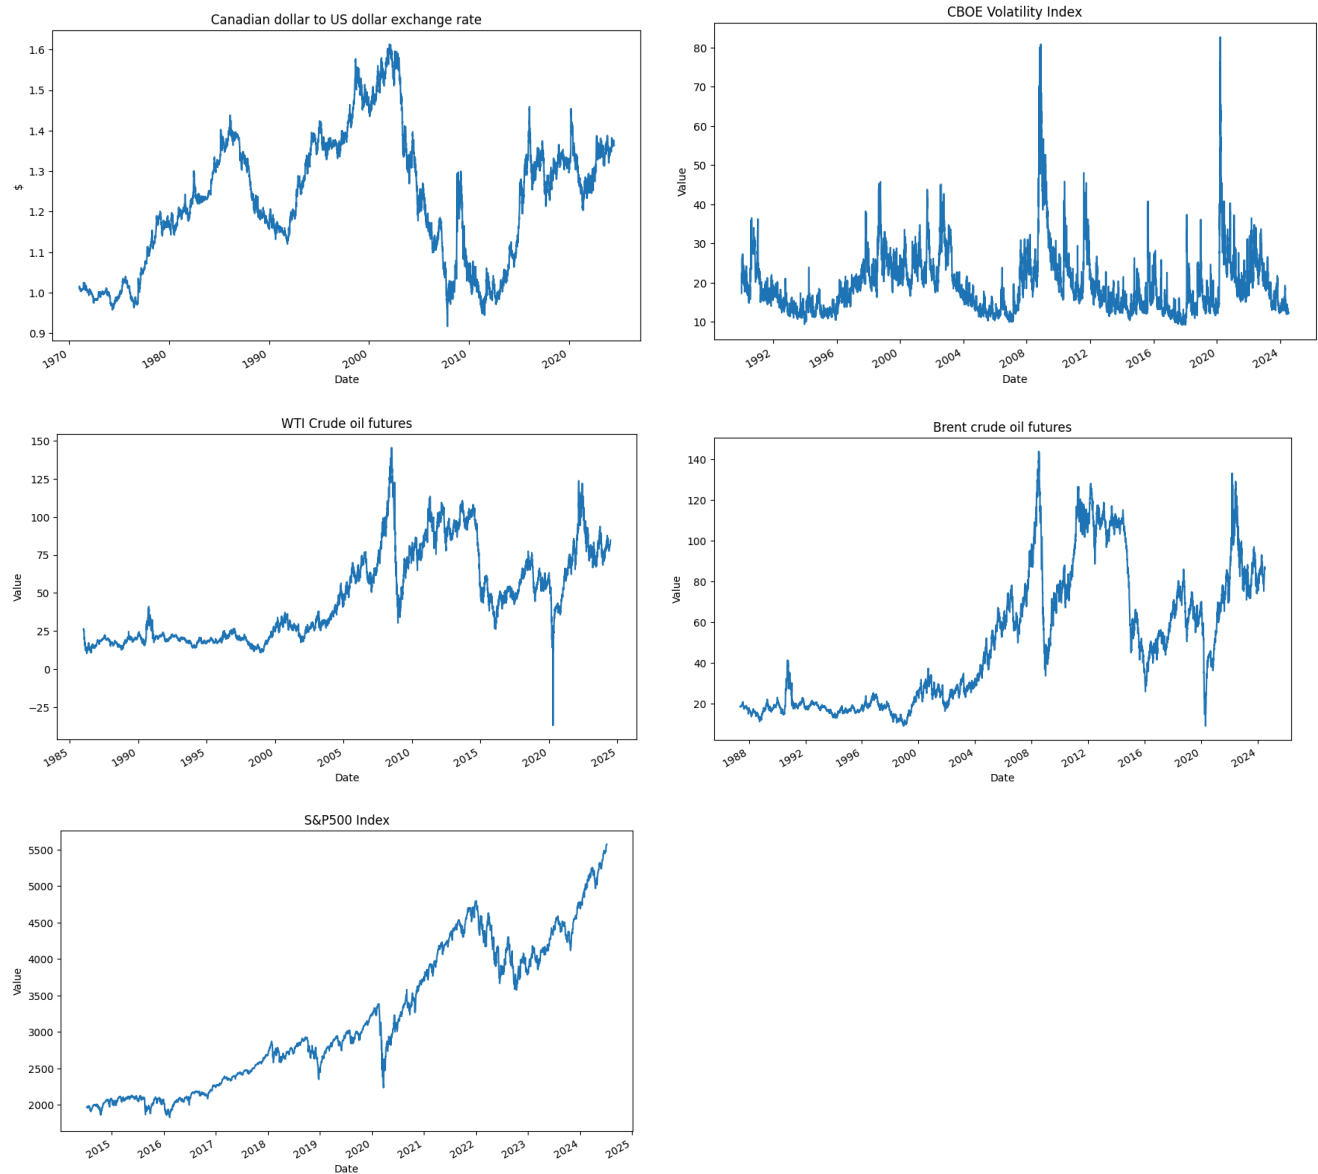 Canadian dollar to US dollar exchange rate
1.6
1.5
1.4
1.3
1.2
1.1
1.0
0.9
$
1970 1980 1990 2000 2010 2020
Date
CBOE Volatility Index
80
70
60
50
40
30
20
10
Value
1992 1996 2000 2004 2008 2012 2016 2020 2024
Date
WTI Crude oil futures
150
125
100
75
50
25
0
−25
Value
1985 1990 1995 2000 2005 2010 2015 2020 2025
Date
Brent crude oil futures
140
120
100
80
60
40
20
Value
1988 1992 1996 2000 2004 2008 2012 2016 2020 2024
Date
S&P500 Index
5500
5000
4500
4000
3500
3000
2500
2000
Value
2015 2016 2017 2018 2019 2020 2021 2022 2023 2024 2025
Date